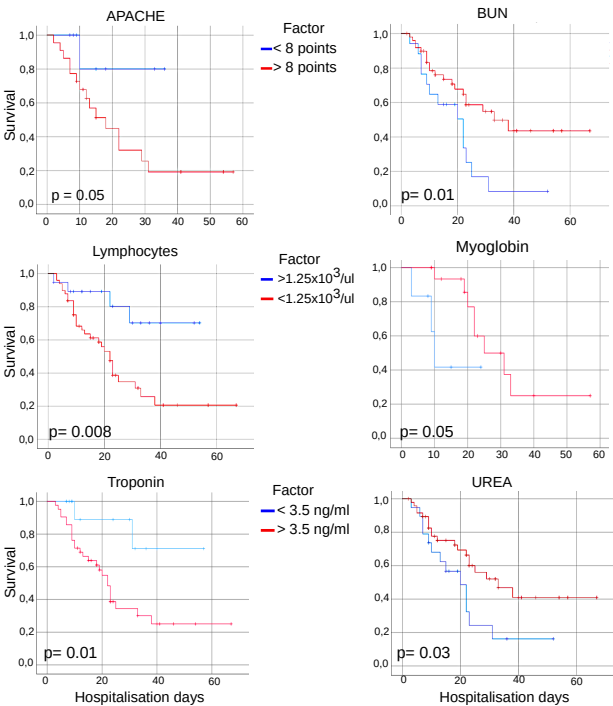 APACHE
Factor
< 8 points
> 8 points
Survival
1,0
0,8
0,6
0,4
0,2
0,0
p = 0.05
0 10 20 30 40 50 60
BUN
1,0
0,8
0,6
0,4
0,2
0,0
p= 0.01
0 20 40 60
Lymphocytes
Factor
>1.25x10³/ul
<1.25x10³/ul
Survival
1,0
0,8
0,6
0,4
0,2
0,0
p= 0.008
0 20 40 60
Myoglobin
1,0
0,8
0,6
0,4
0,2
0,0
p= 0.05
0 10 20 30 40 50 60
Troponin
Factor
< 3.5 ng/ml
> 3.5 ng/ml
Survival
1,0
0,8
0,6
0,4
0,2
0,0
p= 0.01
0 20 40 60
Hospitalisation days
UREA
1,0
0,8
0,6
0,4
0,2
0,0
p= 0.03
0 20 40 60
Hospitalisation days